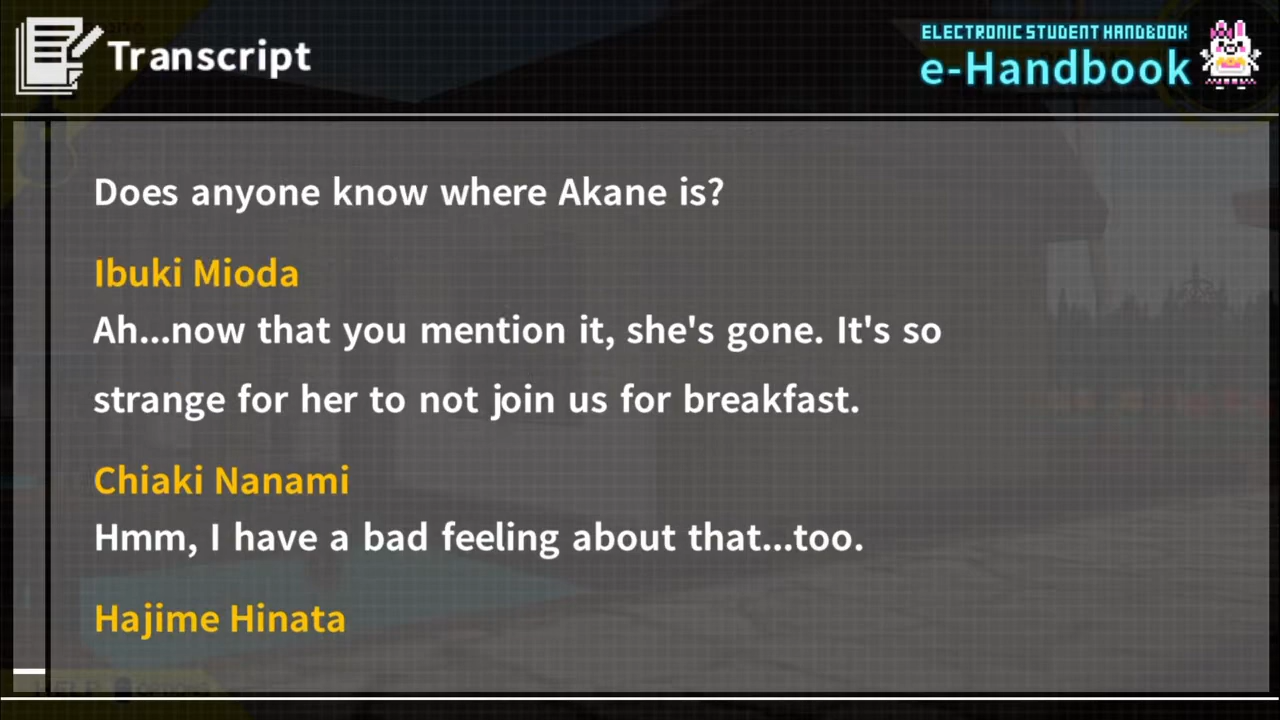 Transcript
ELECTRONIC STUDENT HANDBOOK
e-Handbook
Does anyone know where Akane is?
Ibuki Mioda
Ah...now that you mention it, she's gone. It's so
strange for her to not join us for breakfast.
Chiaki Nanami
Hmm, I have a bad feeling about that...too.
Hajime Hinata